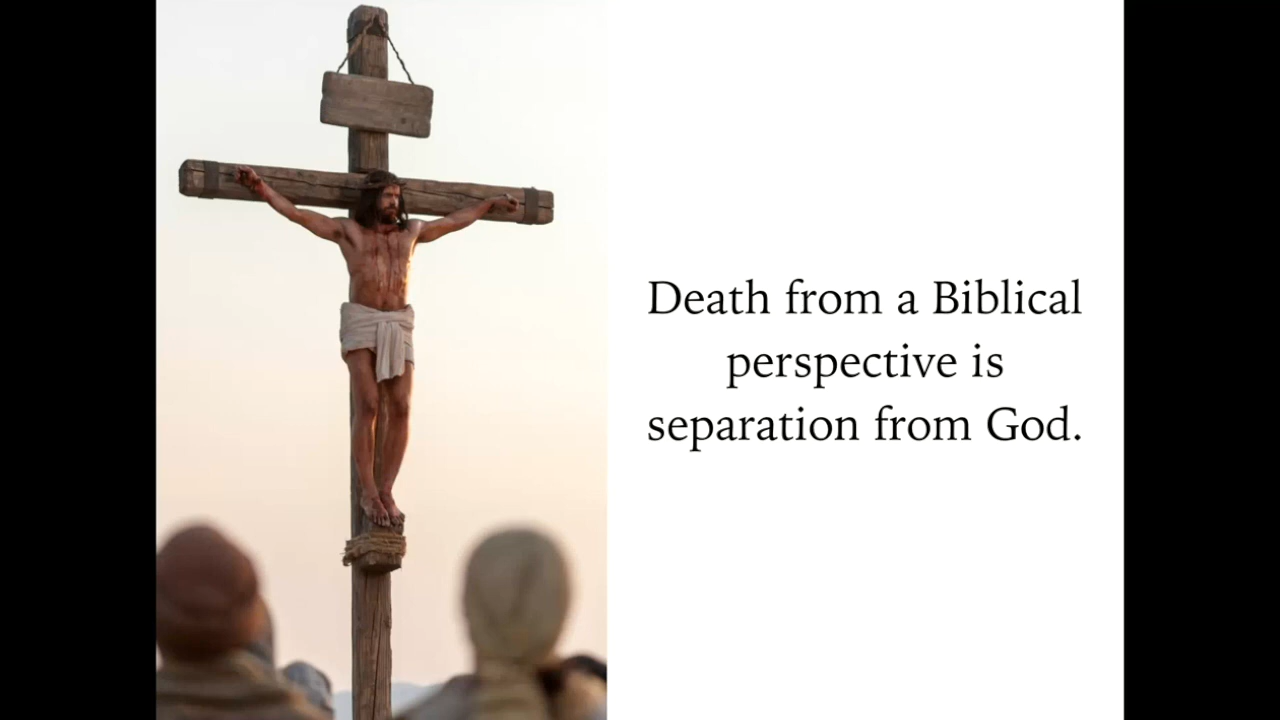 Death from a Biblical
perspective is
separation from God.